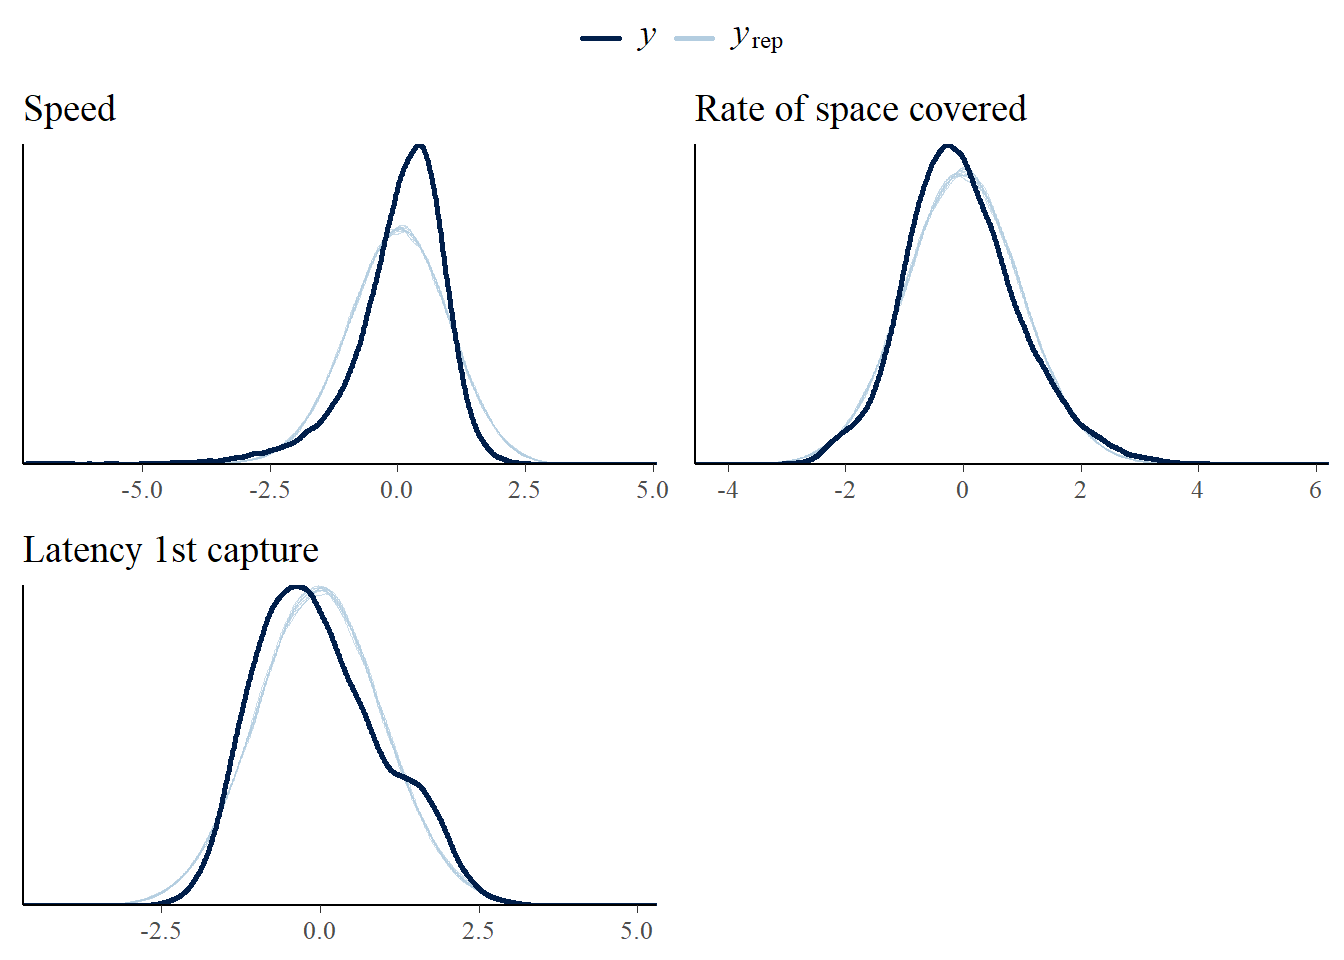 y y rep
Speed
Rate of space covered
-5.0 -2.5 0.0 2.5 5.0
-4 -2 0 2 4 6
Latency 1st capture
-2.5 0.0 2.5 5.0